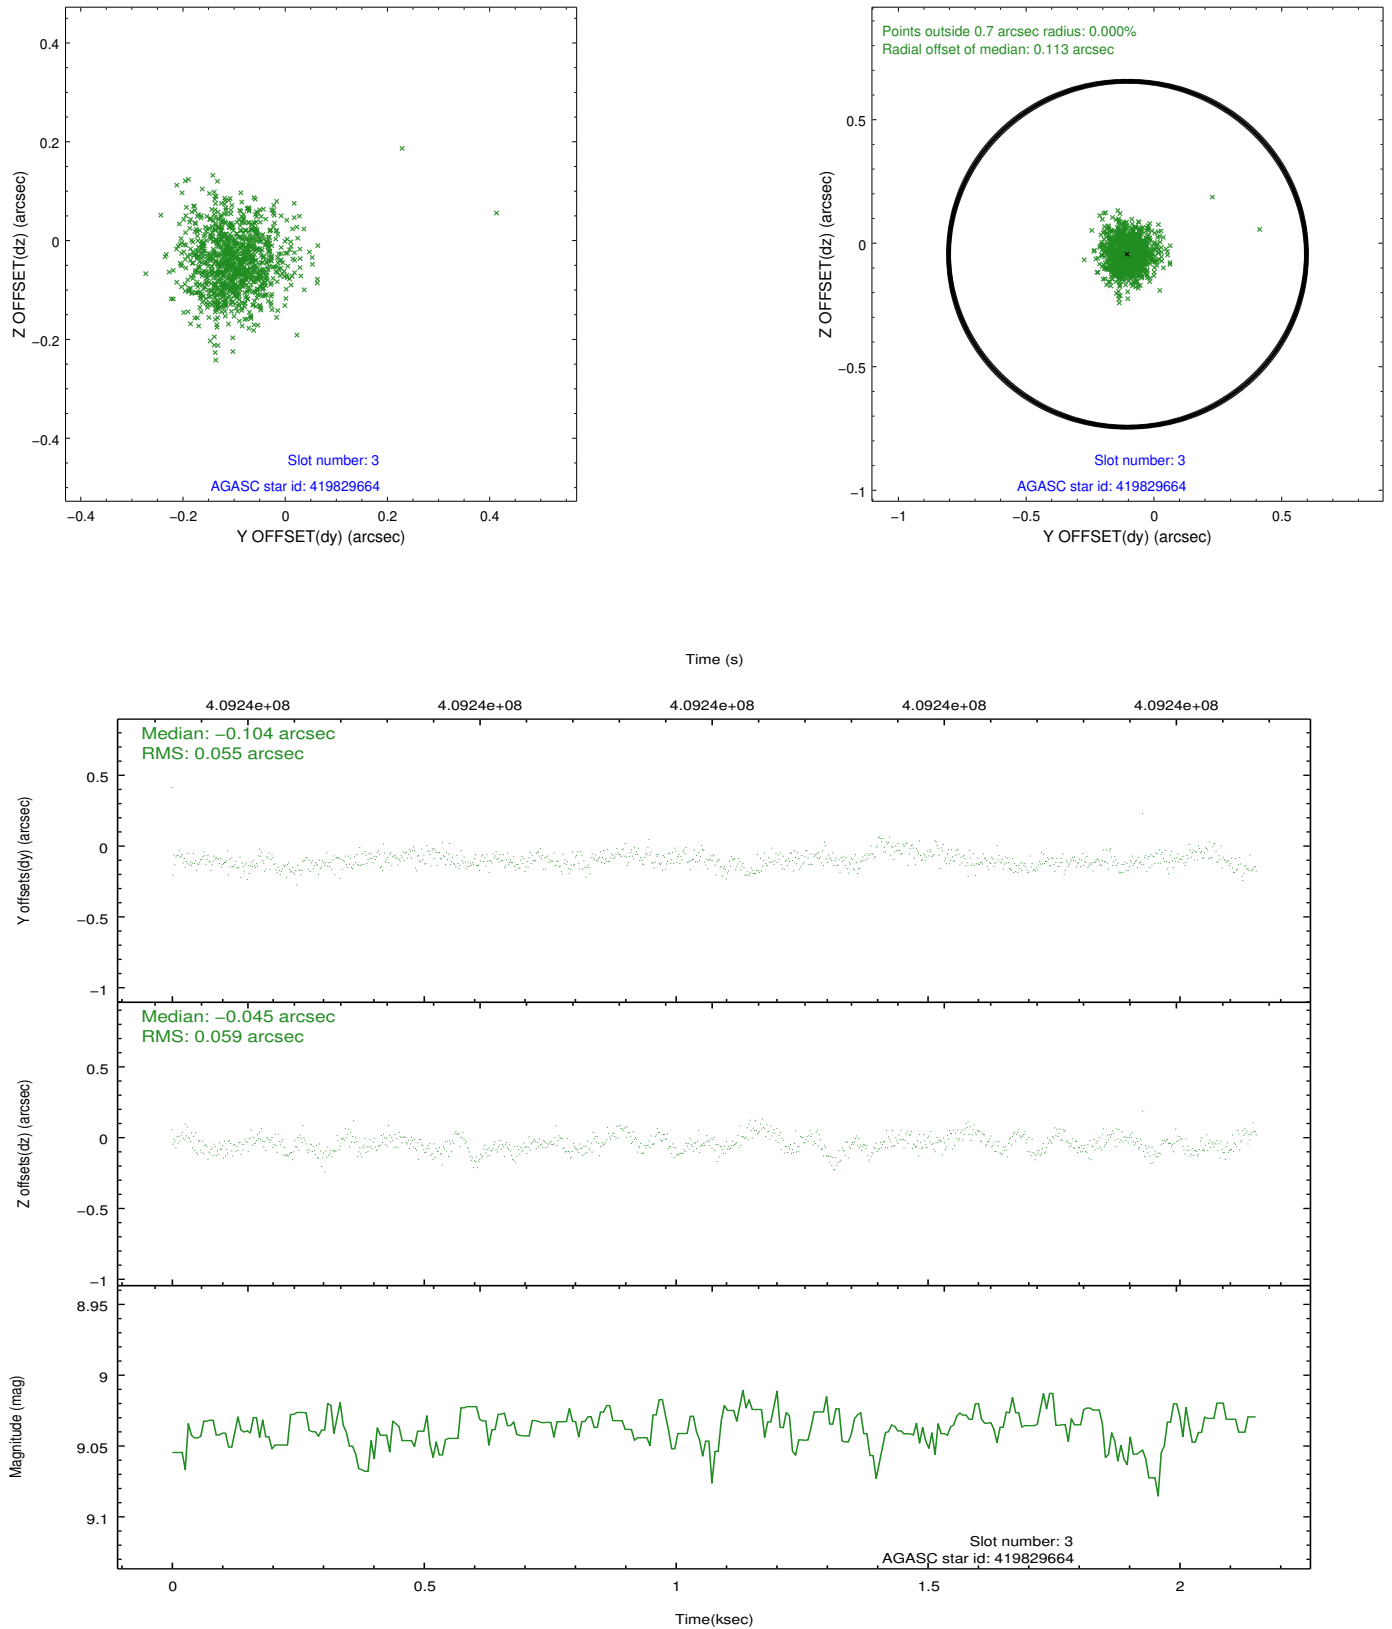 0.4
0.2
0
−0.2
−0.4
Z OFFSET(dz) (arcsec)
Slot number: 3
AGASC star id: 419829664
−0.4 −0.2 0 0.2 0.4
Y OFFSET(dy) (arcsec)
Points outside 0.7 arcsec radius: 0.000%
Radial offset of median: 0.113 arcsec
0.5
0
−0.5
−1
Z OFFSET(dz) (arcsec)
Slot number: 3
AGASC star id: 419829664
−1 −0.5 0 0.5
Y OFFSET(dy) (arcsec)
Time (s)
4.0924e+08 4.0924e+08 4.0924e+08 4.0924e+08 4.0924e+08
Median: −0.104 arcsec
RMS: 0.055 arcsec
0.5
0
−0.5
−1
Y offsets(dy) (arcsec)
Median: −0.045 arcsec
RMS: 0.059 arcsec
0.5
0
−0.5
−1
Z offsets(dz) (arcsec)
8.95
9
9.05
9.1
Magnitude (mag)
Slot number: 3
AGASC star id: 419829664
0 0.5 1 1.5 2
Time(ksec)